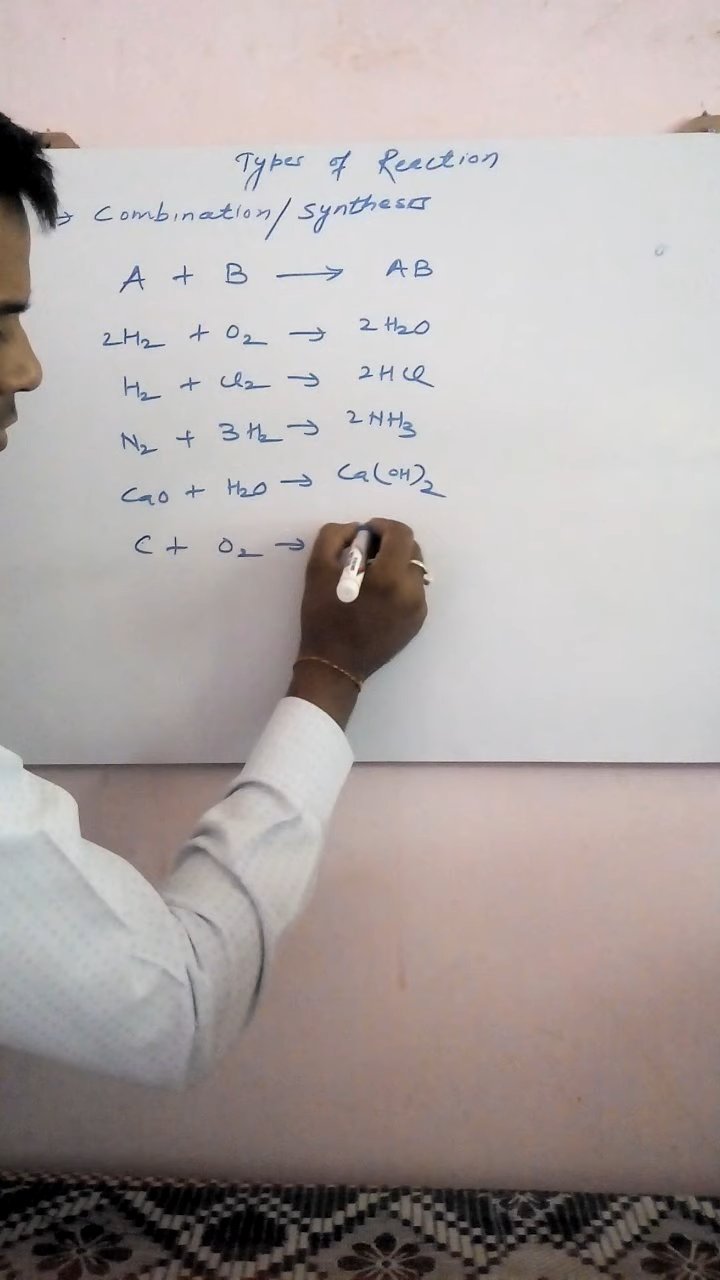 Types of Reaction
→ Combination/Syntheses
A + B → AB
2H₂ + O₂ → 2H₂O
H₂ + Cl₂ → 2HCl
N₂ + 3H₂ → 2NH₃
CaO + H₂O → Ca(OH)₂
C + O₂ →